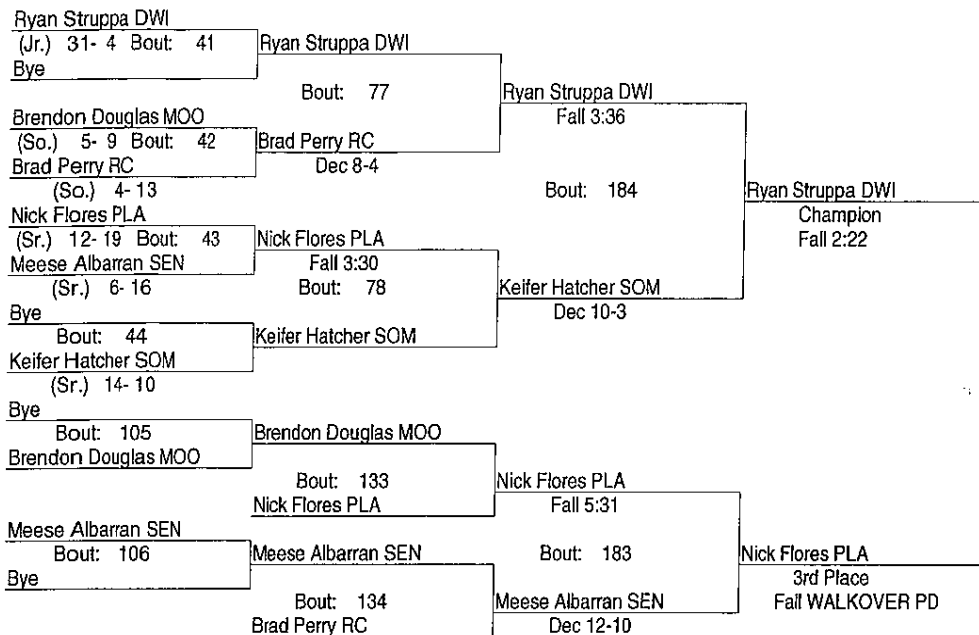 Ryan Struppa DWI
(Jr.) 31- 4 Bout: 41
Bye
Ryan Struppa DWI
Bout: 77
Brendon Douglas MOO
(So.) 5- 9 Bout: 42
Brad Perry RC
(So.) 4- 13
Brad Perry RC
Dec 8-4
Ryan Struppa DWI
Fall 3:36
Bout: 184
Nick Flores PLA
(Sr.) 12- 19 Bout: 43
Meese Albarran SEN
(Sr.) 6- 16
Nick Flores PLA
Fall 3:30
Bout: 78
Bye
Bout: 44
Keifer Hatcher SOM
(Sr.) 14- 10
Keifer Hatcher SOM
Keifer Hatcher SOM
Dec 10-3
Ryan Struppa DWI
Champion
Fall 2:22
Bye
Bout: 105
Brendon Douglas MOO
Brendon Douglas MOO
Bout: 133
Nick Flores PLA
Nick Flores PLA
Fall 5:31
Bout: 183
Meese Albarran SEN
Bout: 106
Bye
Meese Albarran SEN
Bout: 134
Brad Perry RC
Meese Albarran SEN
Dec 12-10
Nick Flores PLA
3rd Place
Fall WALKOVER PD